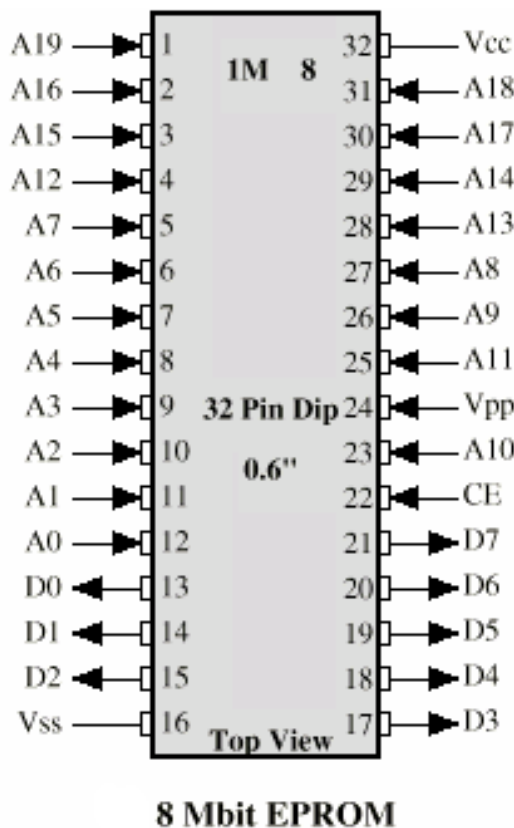 A19 1 1M 8 32 Vcc
A16 2 31 A18
A15 3 30 A17
A12 4 29 A14
A7 5 28 A13
A6 6 27 A8
A5 7 26 A9
A4 8 25 A11
A3 9 32 Pin Dip 24 Vpp
A2 10 0.6" 23 A10
A1 11 22 CE
A0 12 21 D7
D0 13 20 D6
D1 14 19 D5
D2 15 18 D4
Vss 16 Top View 17 D3
8 Mbit EPROM